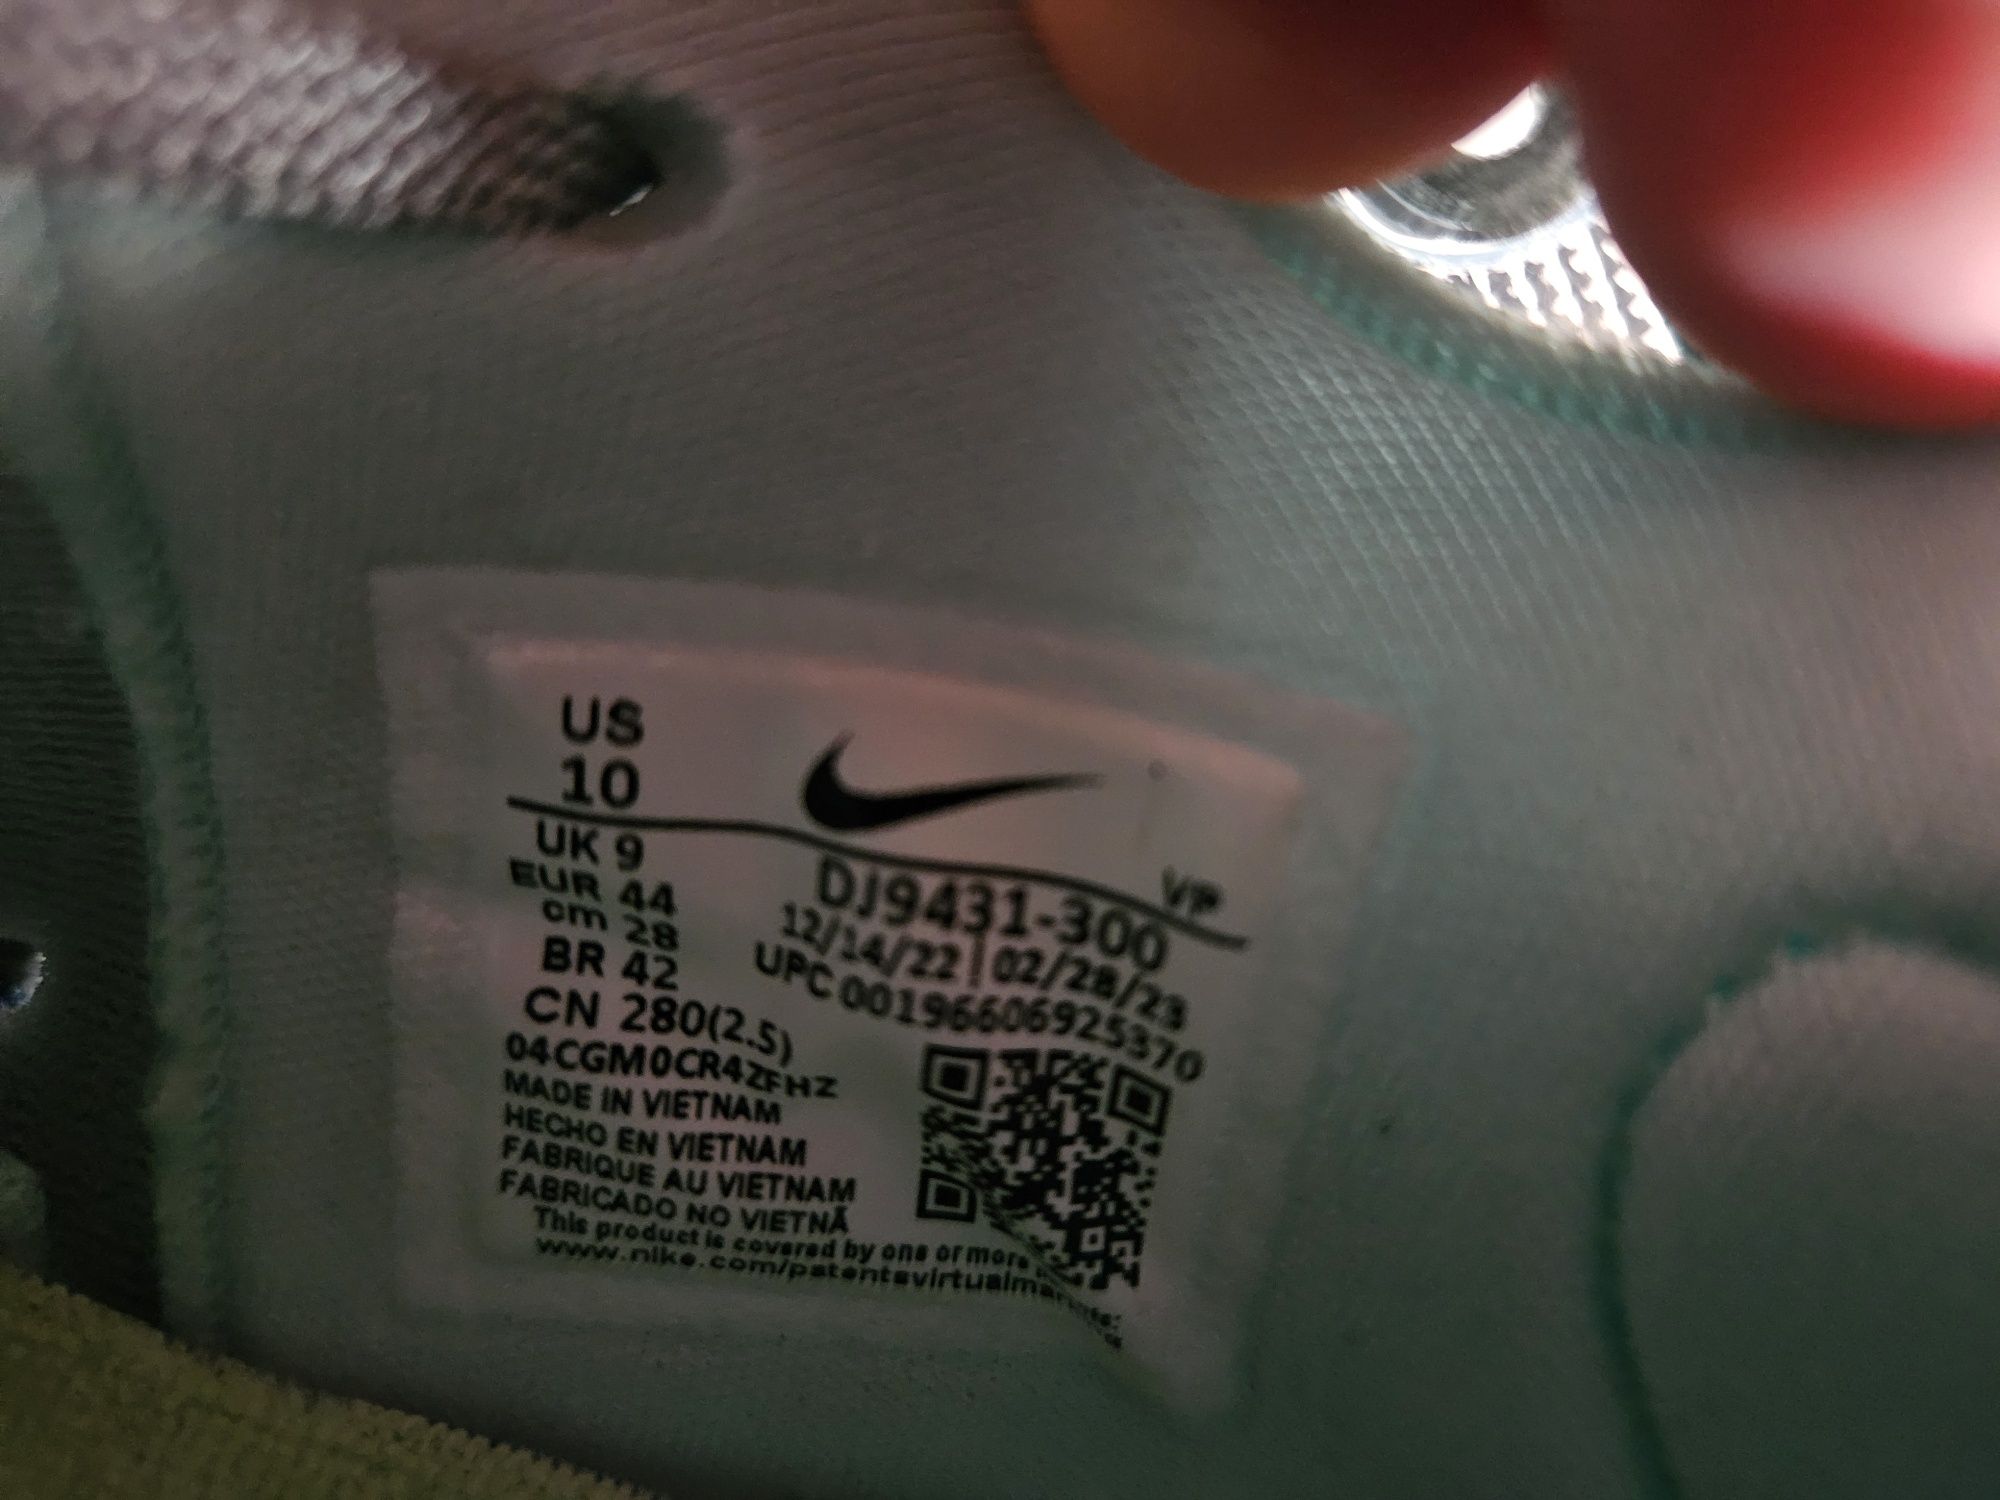 US
10
UK 9
EUR 44
cm 28
BR 42
CN 280(2.5)
04CGM0CR4ZFHZ
MADE IN VIETNAM
HECHO EN VIETNAM
FABRIQUE AU VIETNAM
FABRICADO NO VIETNÃ
This product is covered by one or more
www.nike.com/patents
VP
DJ9431-300
12/14/22 | 02/28/23
UPC 00196606925370